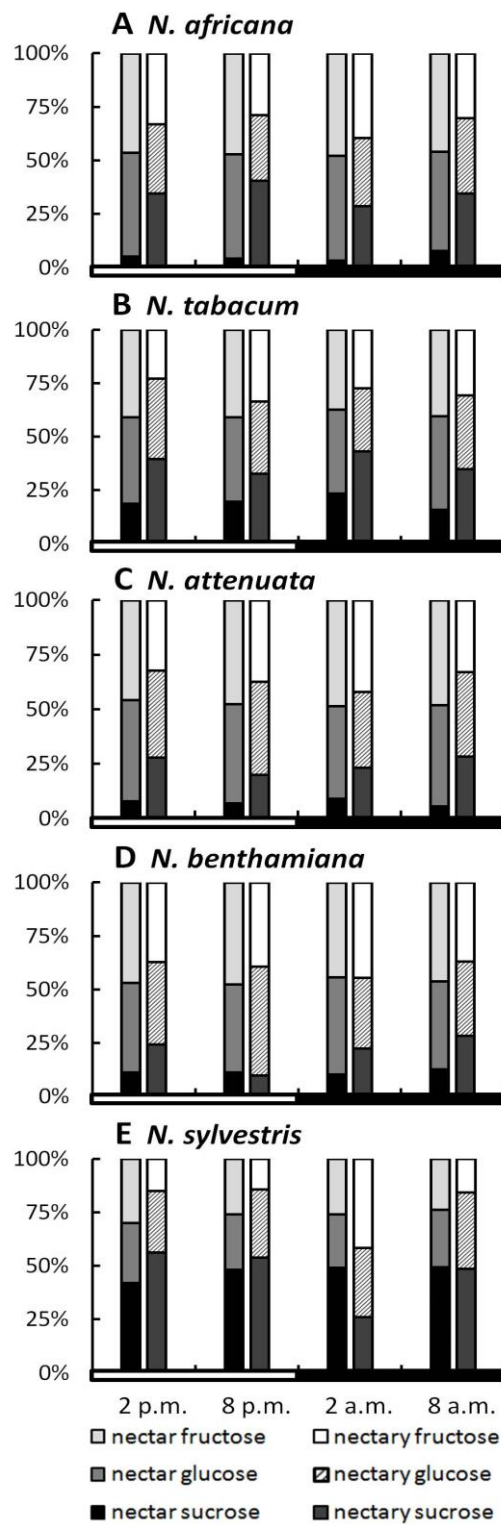 A N. africana
100%
75%
50%
25%
0%
B N. tabacum
100%
75%
50%
25%
0%
C N. attenuata
100%
75%
50%
25%
0%
D N. benthamiana
100%
75%
50%
25%
0%
E N. sylvestris
100%
75%
50%
25%
0%
2 p.m. 8 p.m. 2 a.m. 8 a.m.
nectar fructose nectary fructose
nectar glucose nectary glucose
nectar sucrose nectary sucrose